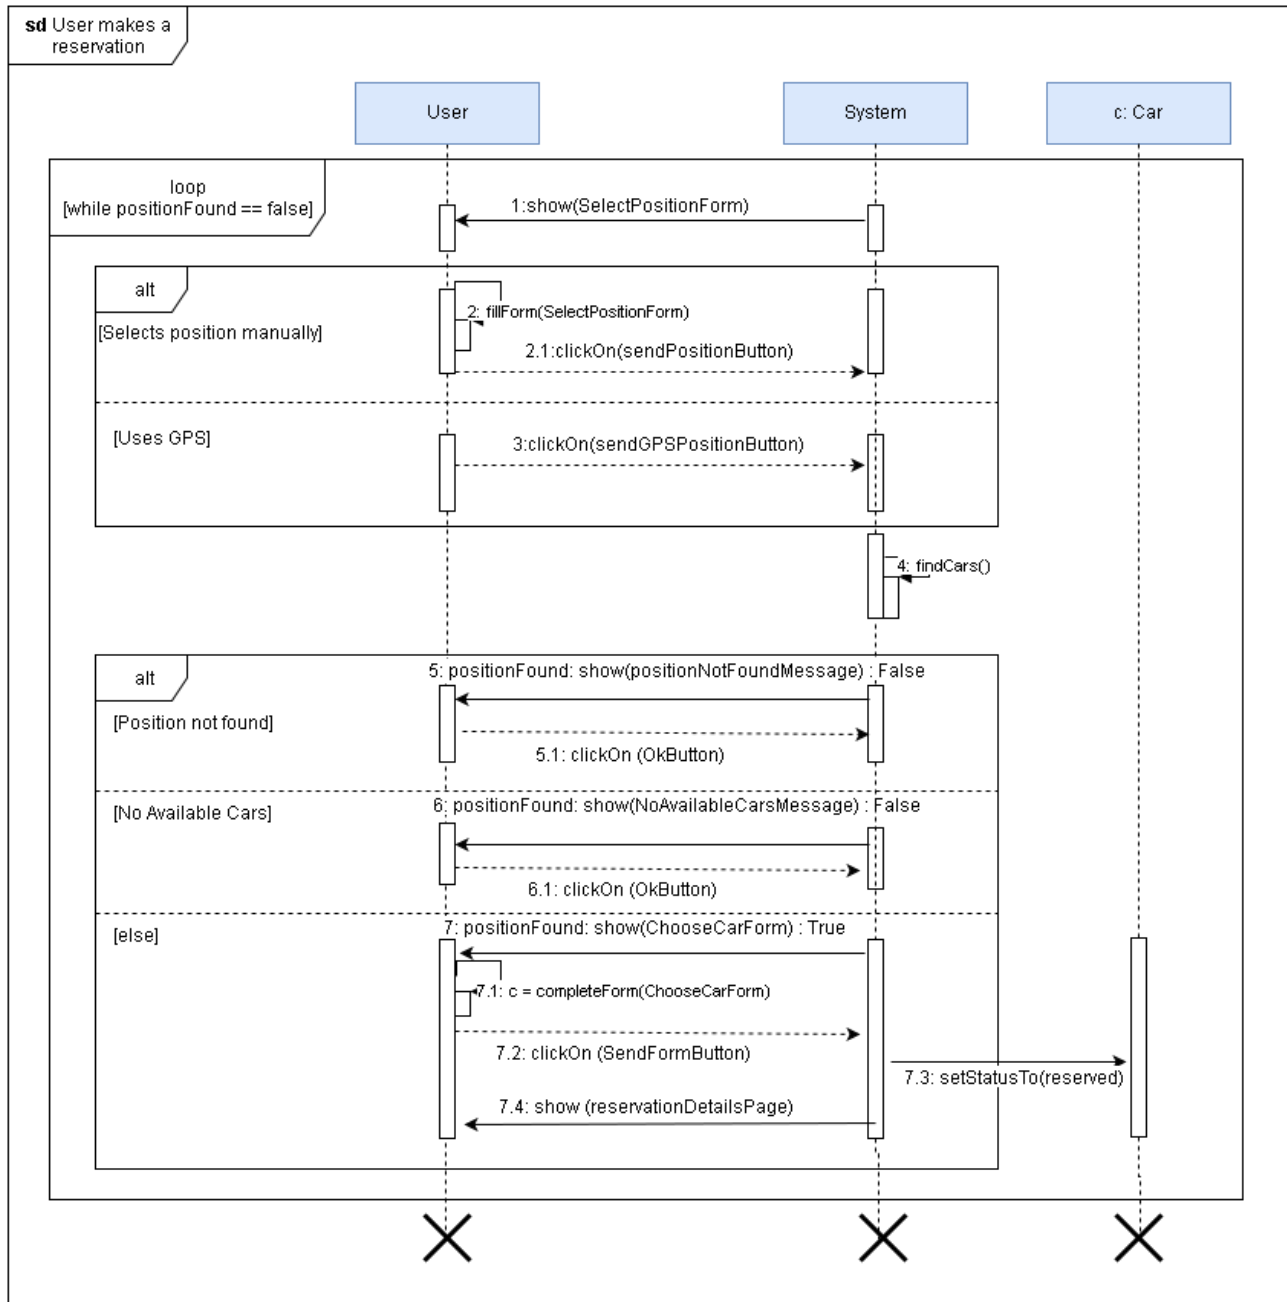 sd User makes a
reservation
User
System
c: Car
loop
[while positionFound == false]
1:show(SelectPositionForm)
alt
2: fillForm(SelectPositionForm)
[Selects position manually]
2.1:clickOn(sendPositionButton)
[Uses GPS]
3:clickOn(sendGPSPositionButton)
4: findCars()
5: positionFound: show(positionNotFoundMessage) : False
alt
[Position not found]
5.1: clickOn (OkButton)
6: positionFound: show(NoAvailableCarsMessage) : False
[No Available Cars]
6.1: clickOn (OkButton)
7: positionFound: show(ChooseCarForm) : True
[else]
7.1: c = completeForm(ChooseCarForm)
7.2: clickOn (SendFormButton)
7.3: setStatusTo(reserved)
7.4: show (reservationDetailsPage)